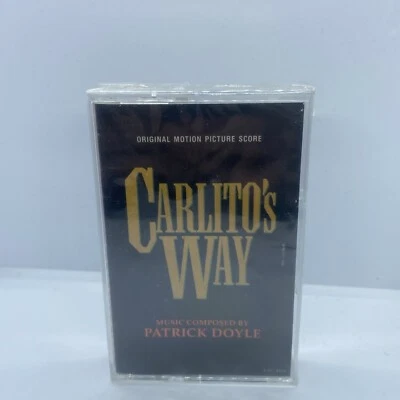 ORIGINAL MOTION PICTURE SCORE
CARLITO'S
WAY
MUSIC COMPOSED BY
PATRICK DOYLE